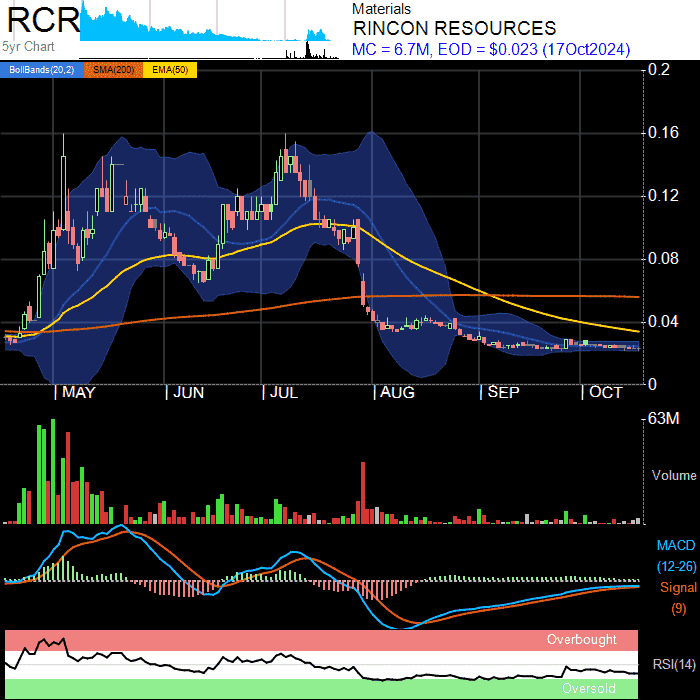 RCR
5yr Chart
Materials
RINCON RESOURCES
MC = 6.7M, EOD = $0.023 (17Oct2024)
BollBands(20,2) SMA(200) EMA(50)
0.2
0.16
0.12
0.08
0.04
0
MAY JUN JUL AUG SEP OCT
63M
Volume
MACD
(12-26)
Signal
(9)
Overbought
RSI(14)
Oversold